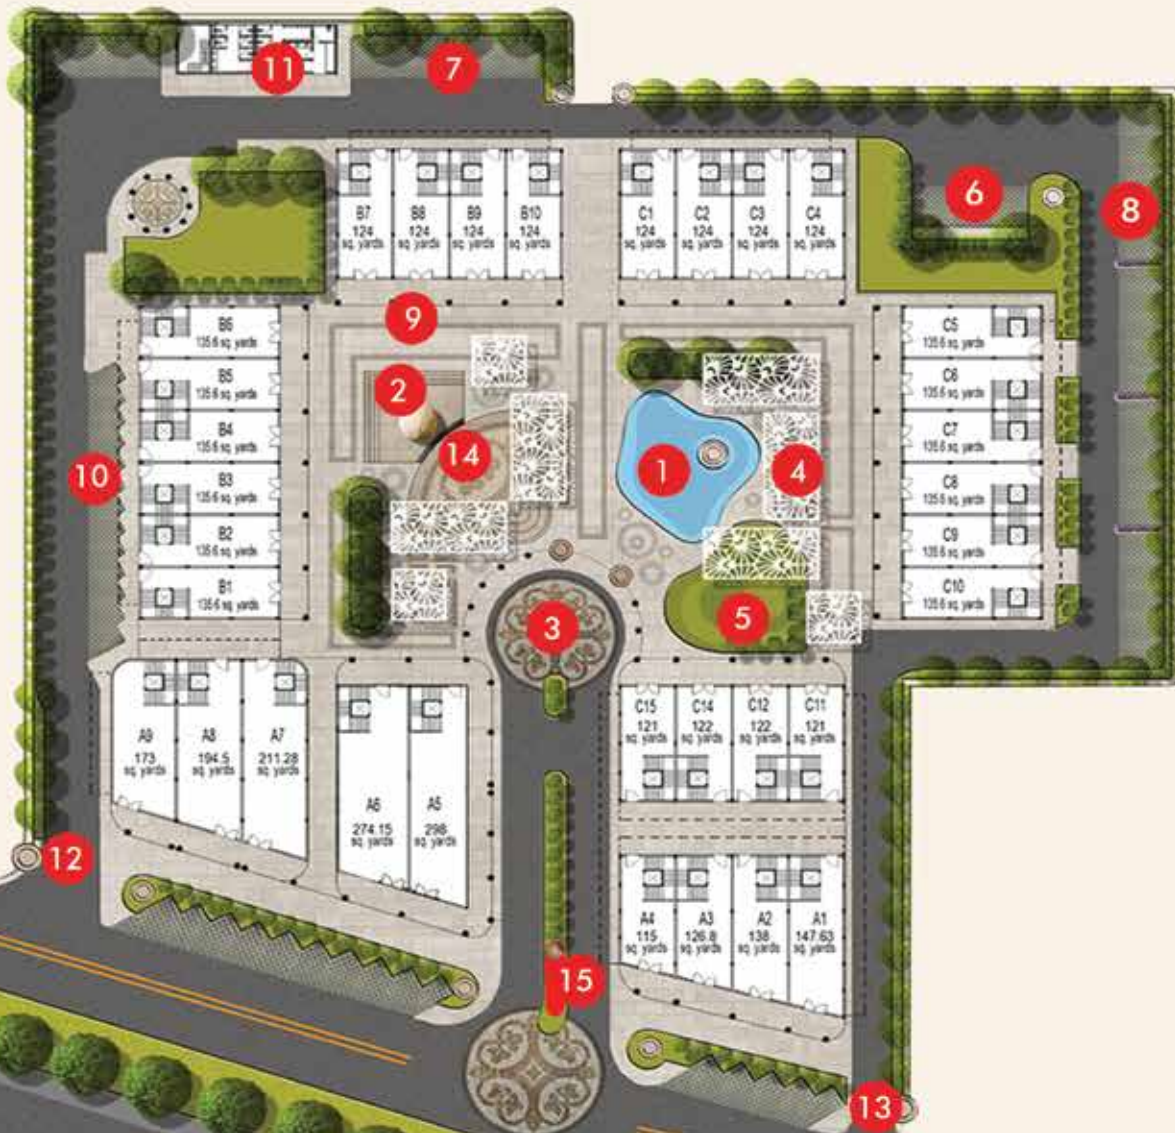 11
7
6
8
B7
124
sq. yards
B8
124
sq. yards
B9
124
sq. yards
B10
124
sq. yards
C1
124
sq. yards
C2
124
sq. yards
C3
124
sq. yards
C4
124
sq. yards
9
B6
135.6 sq. yards
B5
135.6 sq. yards
B4
135.6 sq. yards
B3
135.6 sq. yards
B2
135.6 sq. yards
B1
135.6 sq. yards
10
2
14
1
4
3
5
C5
135.6 sq. yards
C6
135.6 sq. yards
C7
135.6 sq. yards
C8
135.6 sq. yards
C9
135.6 sq. yards
C10
135.6 sq. yards
A9
173
sq. yards
A8
194.5
sq. yards
A7
211.28
sq. yards
A6
274.15
sq. yards
A5
298
sq. yards
C15
121
sq. yards
C14
122
sq. yards
C12
122
sq. yards
C11
121
sq. yards
12
A4
115
sq. yards
A3
126.8
sq. yards
A2
138
sq. yards
A1
147.63
sq. yards
15
13